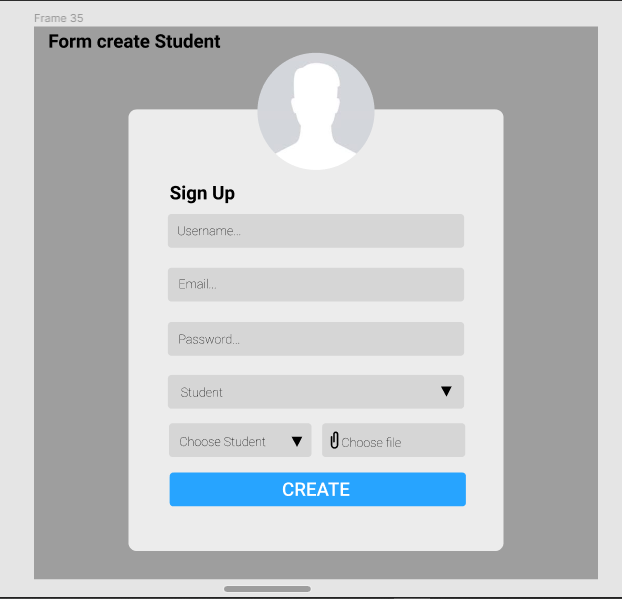 Frame 35
Form create Student
Sign Up
Username...
Email...
Password...
Student
Choose Student
Choose file
CREATE